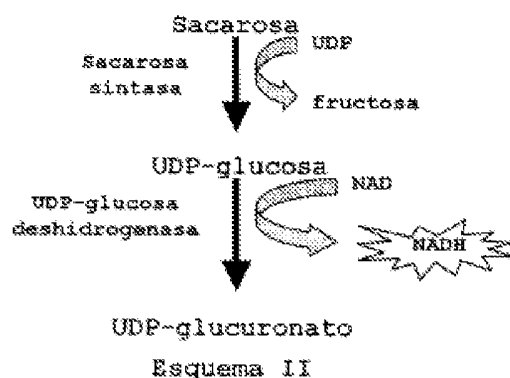 Sacarosa
UDP
Sacarosa
sintasa
fructosa
UDP-glucosa
NAD
UDP-glucosa
deshidrogenasa
NADH
UDP-glucuronato
Esquema II